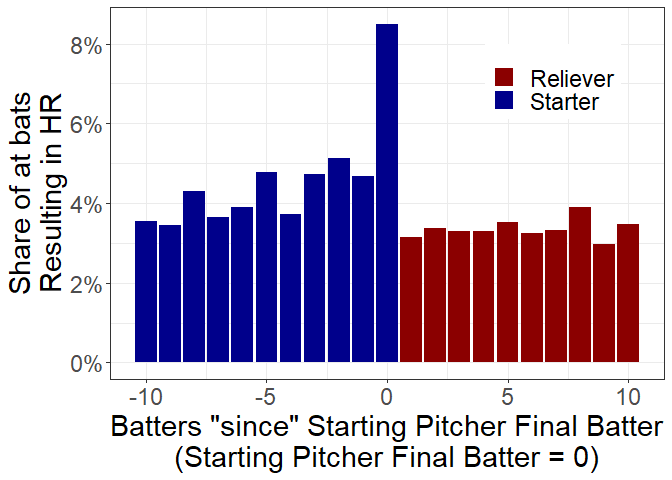 8%
6%
4%
2%
0%
Share of at bats
Resulting in HR
Reliever
Starter
-10
-5
0
5
10
Batters "since" Starting Pitcher Final Batter
(Starting Pitcher Final Batter = 0)